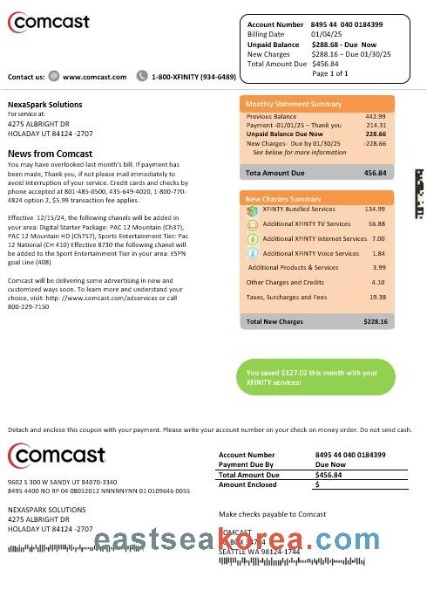 comcast
Account Number 8495 44 040 0184399
Billing Date 01/04/25
Unpaid Balance $288.68 - Due Now
New Charges $288.16 – Due 01/30/25
Total Amount Due $456.84
Page 1 of 1
Contact us: @ www.comcast.com 1-800-XFINITY (934-6489)
NexaSpark Solutions
For service at:
4275 ALBRIGHT DR
HOLADAY UT 84124 -2707
News from Comcast
You may have overlooked last month's bill. If payment has
been made, Thank you, if not please mail immediately to
avoid interruption of your service. Credit cards and checks by
phone accepted at 801-485-0500, 435-649-4020, 1-800-770-
4824 option 2, $5.99 transaction fee applies.
Effective 12/15/24, the following chanels will be added in
your area: Digital Starter Package: PAC 12 Mountain (Ch37),
PAC 12 Mountain HD (Ch757), Sports Entertainment Tier: Pac
12 National (CH 410) Effective 8730 the following chanel will
be added to the Sport Entertainment Tier in your area: ESPN
goal Line (408)
Comcast will be delivering some advertising in new and
customized ways soon. To learn more and understand your
choice, visit: http: //www.comcast.com/adservices or call
800-229-7150
Monthly Statement Summary
Previous Balance 442.99
Payment -01/01/25 – Thank you 214.31
Unpaid Balance Due Now 228.66
New Charges- Due by 01/30/25 -228.66
See below for more information
Tota Amount Due 456.84
New Charges Summary
XFINTY Bundled Services 134.99
Additional XFINTY TV Services 56.88
Additional XFINITY Internet Services 7.00
Additional XFINITY Voice Services 1.84
Additional Products & Services 3.99
Other Charges and Credits 4.10
Taxes, Surcharges and Fees 19.38
Total New Charges $228.16
You saved $137.02 this month with your
XFINITY services!
Detach and enclose this coupon with your payment. Please write your account number on your check on money order. Do not send cash.
comcast
9602 S 300 W SANDY UT 84070-3340
8495 4400 NO RP 04 08052012 NNNNNYNN 01 0109646 0055
NEXASPARK SOLUTIONS
4275 ALBRIGHT DR
HOLADAY UT 84124 -2707
Account Number 8495 44 040 0184399
Payment Due By Due Now
Total Amount Due $456.84
Amount Enclosed $
Make checks payable to Comcast
COMCAST
SEATTLE WA 98124-1744
eastseakorea.com